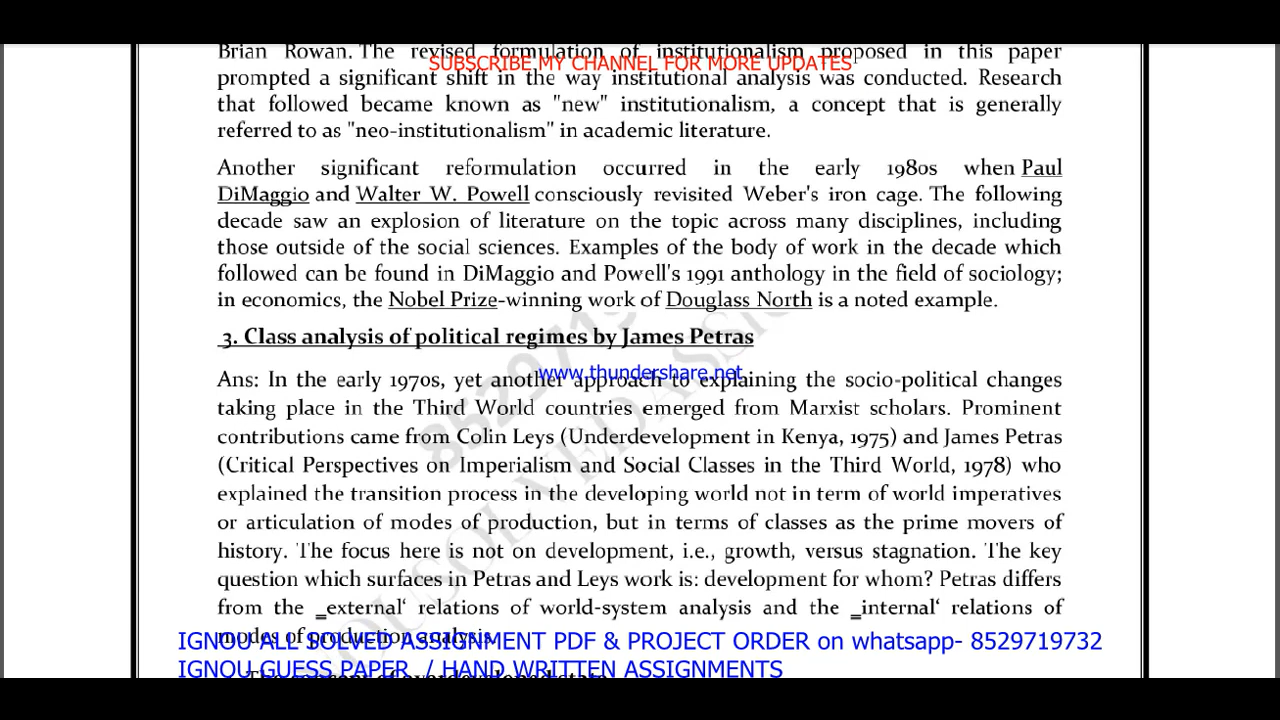 Brian Rowan. The revised formulation of institutionalism proposed in this paper
SUBSCRIBE MY CHANNEL FOR MORE UPDATES
prompted a significant shift in the way institutional analysis was conducted. Research
that followed became known as "new" institutionalism, a concept that is generally
referred to as "neo-institutionalism" in academic literature.
Another significant reformulation occurred in the early 1980s when Paul
DiMaggio and Walter W. Powell consciously revisited Weber's iron cage. The following
decade saw an explosion of literature on the topic across many disciplines, including
those outside of the social sciences. Examples of the body of work in the decade which
followed can be found in DiMaggio and Powell's 1991 anthology in the field of sociology;
in economics, the Nobel Prize-winning work of Douglass North is a noted example.
3. Class analysis of political regimes by James Petras
www.thundershare.net
Ans: In the early 1970s, yet another approach to explaining the socio-political changes
taking place in the Third World countries emerged from Marxist scholars. Prominent
contributions came from Colin Leys (Underdevelopment in Kenya, 1975) and James Petras
(Critical Perspectives on Imperialism and Social Classes in the Third World, 1978) who
explained the transition process in the developing world not in term of world imperatives
or articulation of modes of production, but in terms of classes as the prime movers of
history. The focus here is not on development, i.e., growth, versus stagnation. The key
question which surfaces in Petras and Leys work is: development for whom? Petras differs
from the ‗external‘ relations of world-system analysis and the ‗internal‘ relations of
modes of production analysis.
IGNOU ALL SOLVED ASSIGNMENT PDF & PROJECT ORDER on whatsapp- 8529719732
IGNOU GUESS PAPER / HAND WRITTEN ASSIGNMENTS